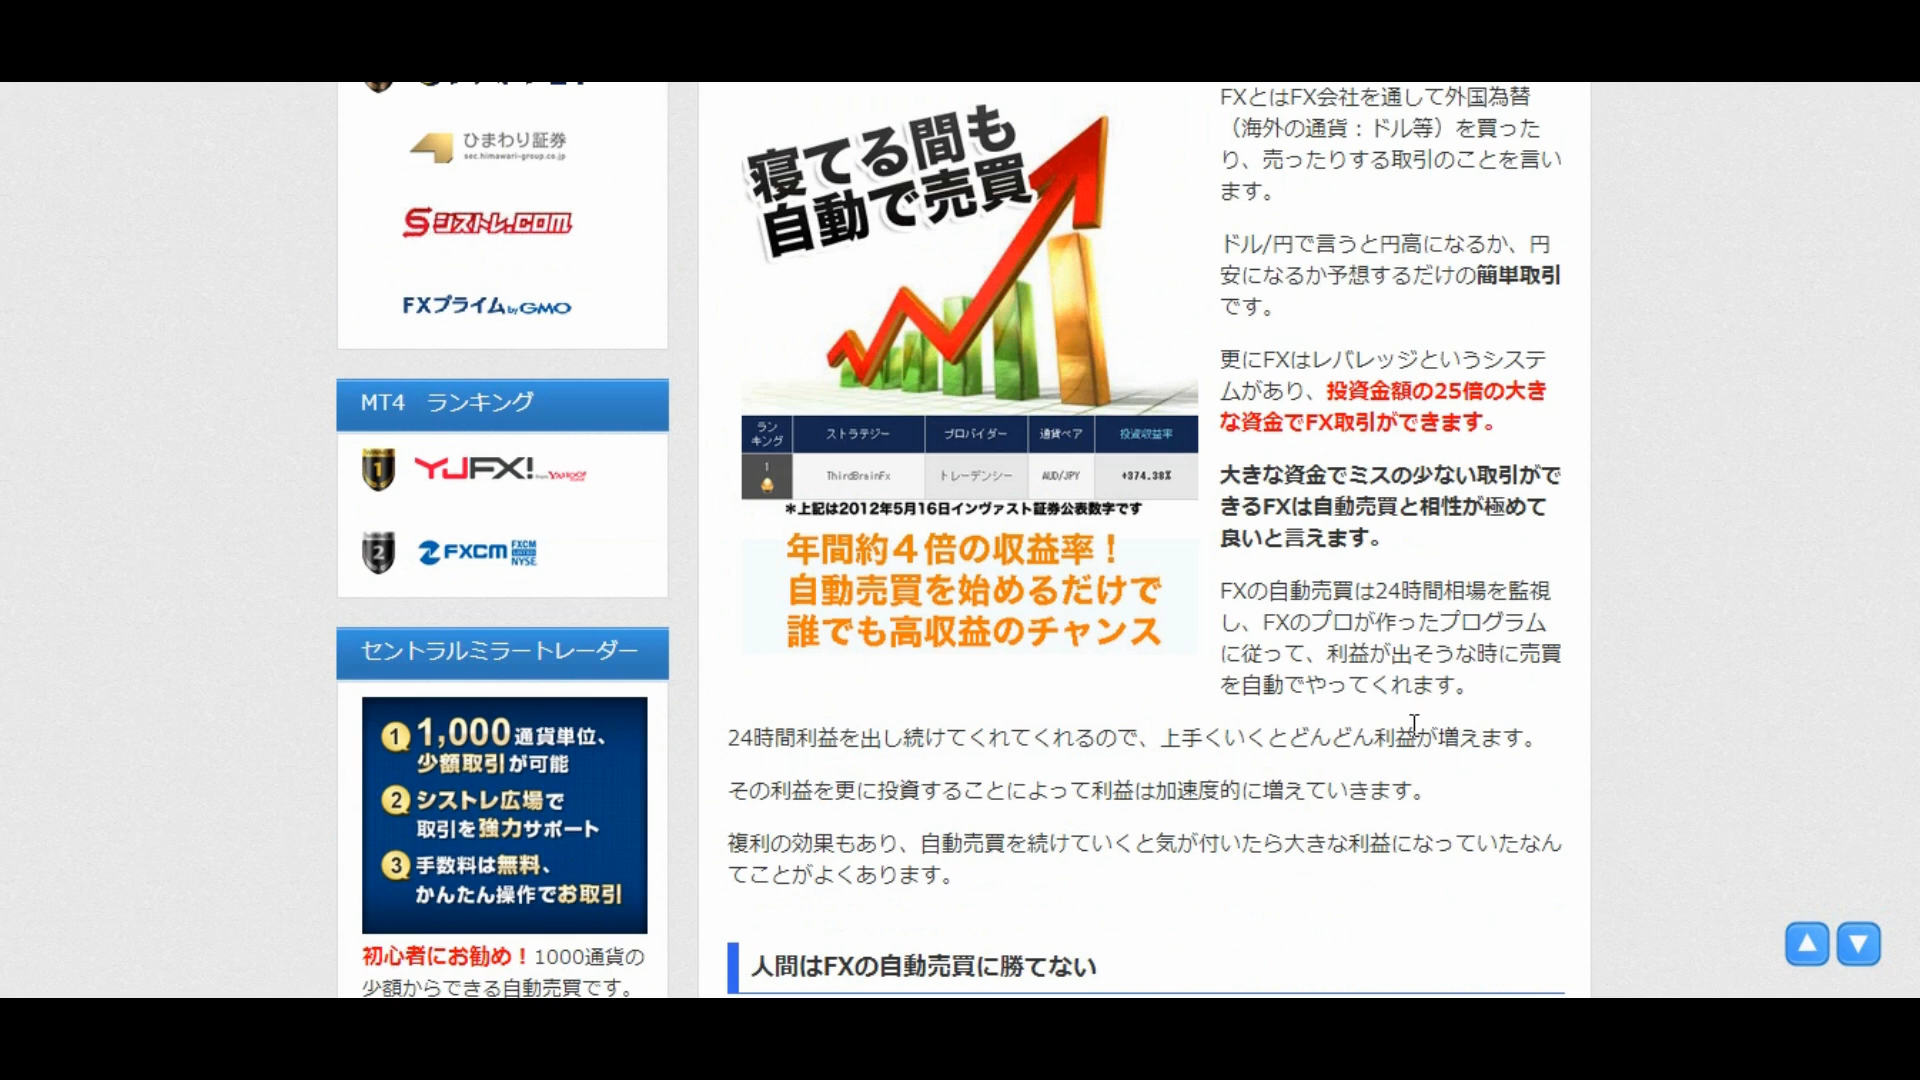 ひまわり証券
sec.himawari-group.co.jp
シストレ.COM
FXプライム by GMO
MT4 ランキング
1 YJFX! from YAHOO!
2 FXCM FXCM LISTED NYSE
セントラルミラートレーダー
1 1,000通貨単位、
少額取引が可能
2 シストレ広場で
取引を強力サポート
3 手数料は無料、
かんたん操作でお取引
初心者にお勧め！1000通貨の
少額からできる自動売買です。
寝てる間も
自動で売買
ランキング ストラテジー プロバイダー 通貨ペア 投資収益率
1 ThirdBrainFx トレーデンシー AUD/JPY +374.38%
*上記は2012年5月16日インヴァスト証券公表数字です
年間約４倍の収益率！
自動売買を始めるだけで
誰でも高収益のチャンス
FXとはFX会社を通して外国為替
（海外の通貨：ドル等）を買った
り、売ったりする取引のことを言い
ます。
ドル/円で言うと円高になるか、円
安になるか予想するだけの簡単取引
です。
更にFXはレバレッジというシステ
ムがあり、投資金額の25倍の大き
な資金でFX取引ができます。
大きな資金でミスの少ない取引がで
きるFXは自動売買と相性が極めて
良いと言えます。
FXの自動売買は24時間相場を監視
し、FXのプロが作ったプログラム
に従って、利益が出そうな時に売買
を自動でやってくれます。
24時間利益を出し続けてくれてくれるので、上手くいくとどんどん利益が増えます。
その利益を更に投資することによって利益は加速度的に増えていきます。
複利の効果もあり、自動売買を続けていくと気が付いたら大きな利益になっていたなん
てことがよくあります。
人間はFXの自動売買に勝てない